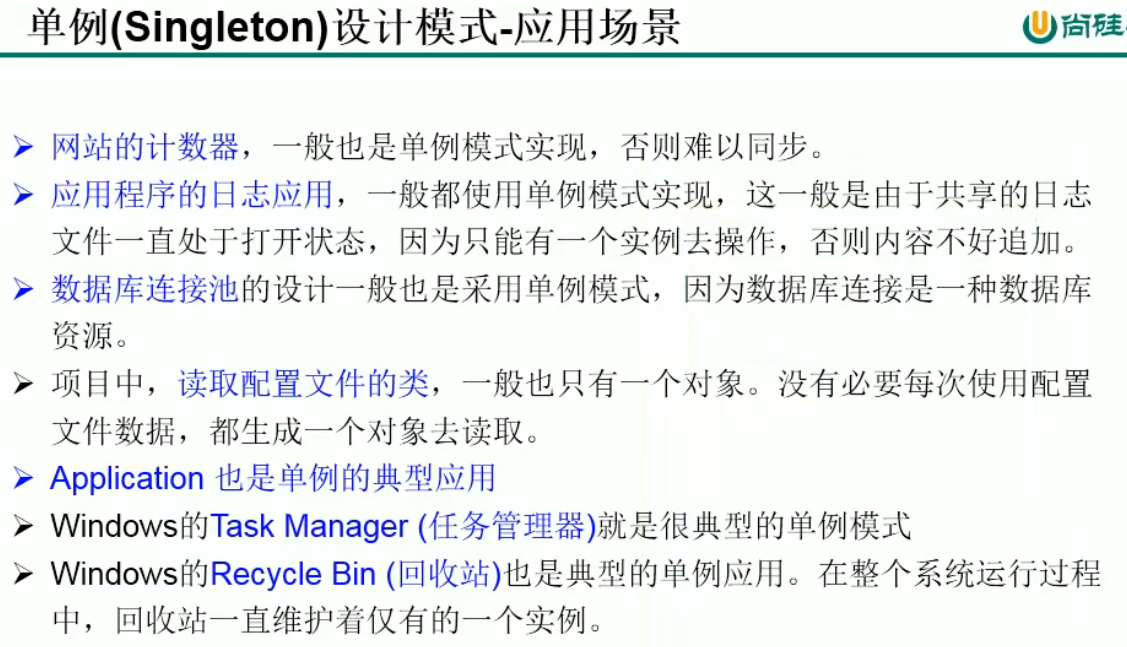 单例(Singleton)设计模式-应用场景
尚硅
网站的计数器，一般也是单例模式实现，否则难以同步。
应用程序的日志应用，一般都使用单例模式实现，这一般是由于共享的日志
文件一直处于打开状态，因为只能有一个实例去操作，否则内容不好追加。
数据库连接池的设计一般也是采用单例模式，因为数据库连接是一种数据库
资源。
项目中，读取配置文件的类，一般也只有一个对象。没有必要每次使用配置
文件数据，都生成一个对象去读取。
Application 也是单例的典型应用
Windows的Task Manager (任务管理器)就是很典型的单例模式
Windows的Recycle Bin (回收站)也是典型的单例应用。在整个系统运行过程
中，回收站一直维护着仅有的一个实例。